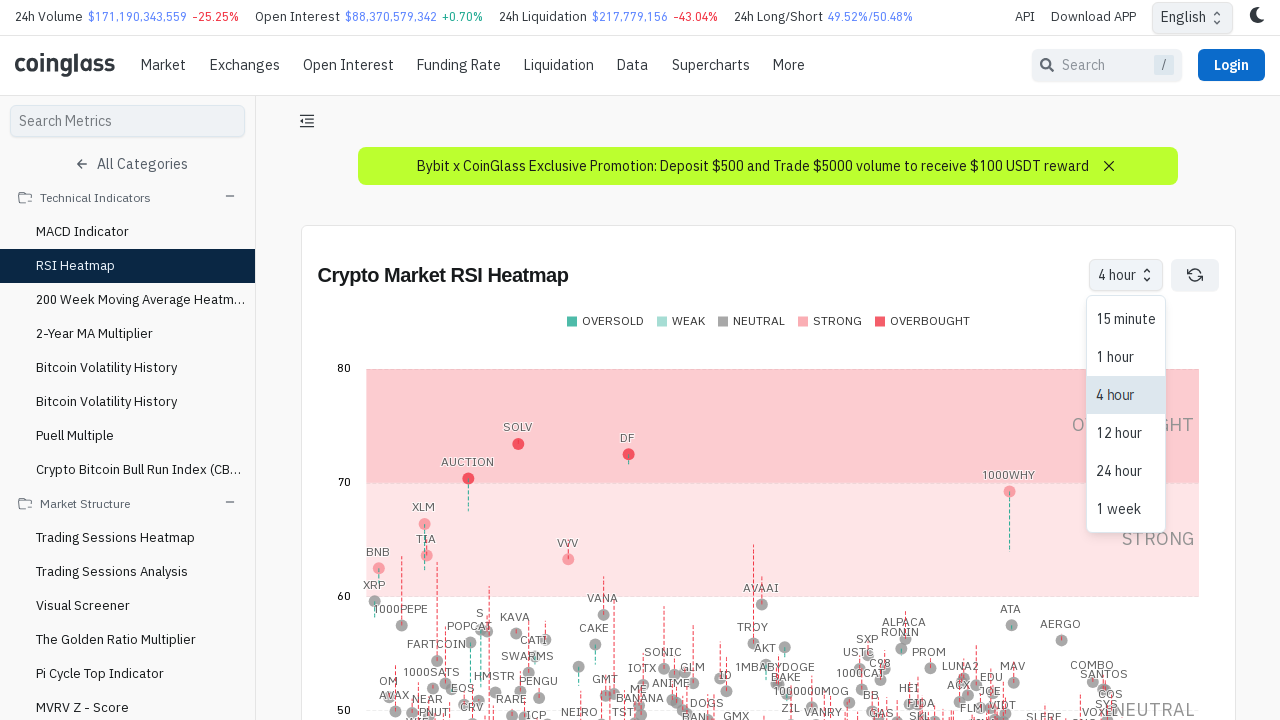 24h Volume $171,190,343,559 -25.25% Open Interest $88,370,579,342 +0.70% 24h Liquidation $217,779,156 -43.04% 24h Long/Short 49.52%/50.48% API Download APP English
coinglass Market Exchanges Open Interest Funding Rate Liquidation Data Supercharts More Search / Login
Search Metrics
All Categories
Technical Indicators
MACD Indicator
RSI Heatmap
200 Week Moving Average Heatm...
2-Year MA Multiplier
Bitcoin Volatility History
Bitcoin Volatility History
Puell Multiple
Crypto Bitcoin Bull Run Index (CB...
Market Structure
Trading Sessions Heatmap
Trading Sessions Analysis
Visual Screener
The Golden Ratio Multiplier
Pi Cycle Top Indicator
MVRV Z - Score
Bybit x CoinGlass Exclusive Promotion: Deposit $500 and Trade $5000 volume to receive $100 USDT reward
Crypto Market RSI Heatmap
4 hour
15 minute
1 hour
4 hour
12 hour
24 hour
1 week
OVERSOLD WEAK NEUTRAL STRONG OVERBOUGHT
80
SOLV
DF
AUCTION
1000WHY
70
XLM
TIA
VVV
STRONG
BNB
XRP
AVAAI
60
VANA
1000PEPE
ATA
S
KAVA
POPCAT
CAKE
TRDY
ALPACA
RONIN
AERGO
FARTCOIN
CATI
SXP
AKT
SONIC
USTC
PROM
SWARMS
C98
1000SATS
IOTX
GLM
1MBABYDOGE
1000CAT
LUNA2
MAV
COMBO
HMSTR
GMT
ID
BAKE
EDU
SANTOS
OM
PENGU
ME
ANIME
1000000MOG
HEI
ACX
JOE
AVAX
NEAR
EOS
RARE
BANANA
DOGS
BB
CRV
ICP
NEIRO
TST
GMX
ZIL
VANRY
GAS
FLM
SLERF
NEUTRAL
50